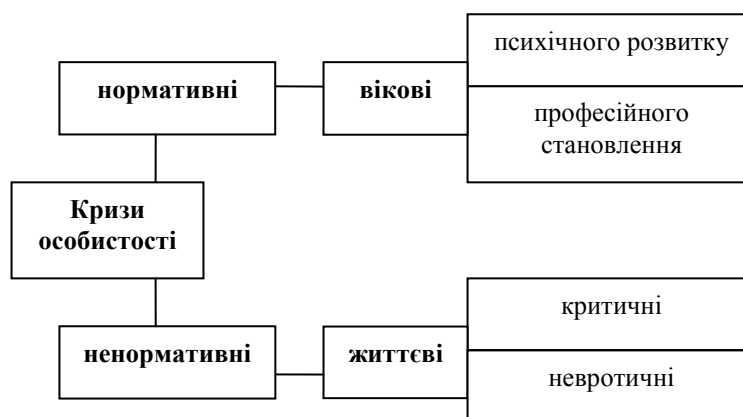 психічного розвитку
нормативні
вікові
професійного
становлення
Кризи
особистості
критичні
ненормативні
життєві
невротичні